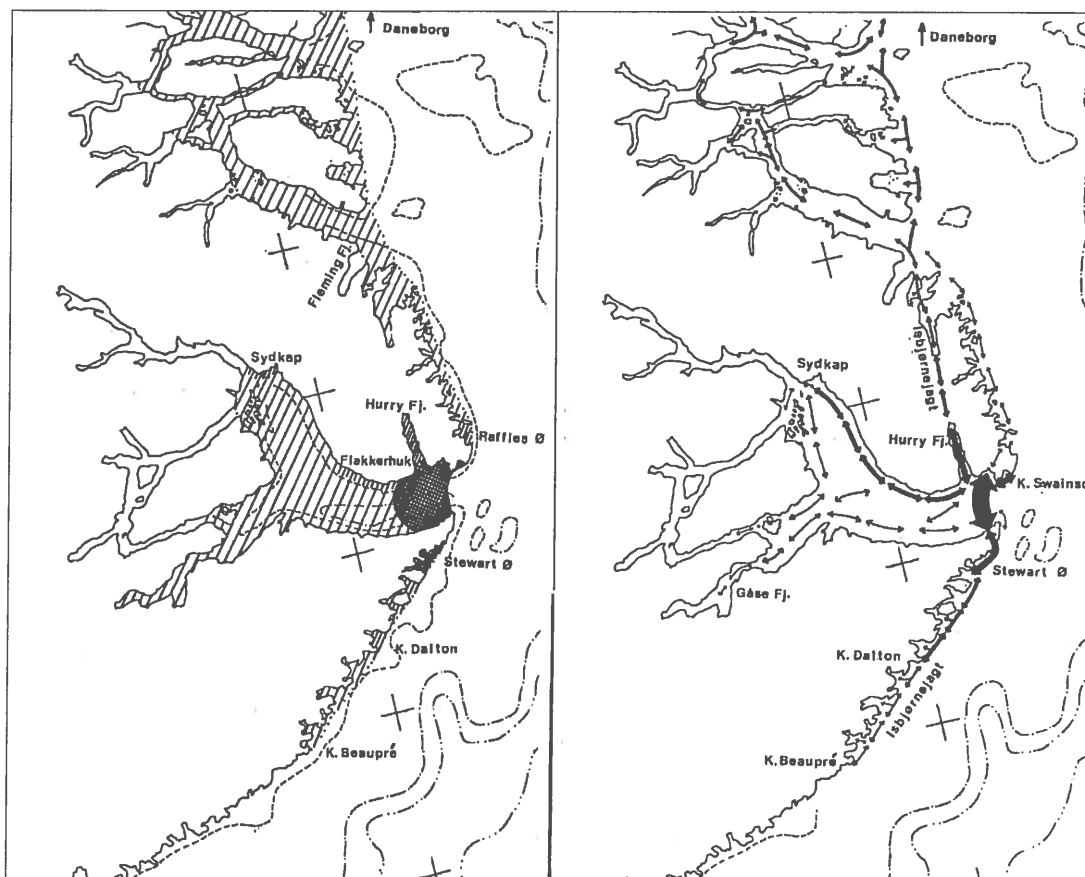 Daneborg
Fleming Fj.
Sydkap
Hurry Fj.
Raffles Ø
Flakkerhuk
Stewart Ø
K. Dalton
K. Beaupré
Daneborg
Isbjørnejagt
Sydkap
Hurry Fj.
K. Swainso
Stewart Ø
Gåse Fj.
K. Dalton
Isbjørnejagt
K. Beaupré